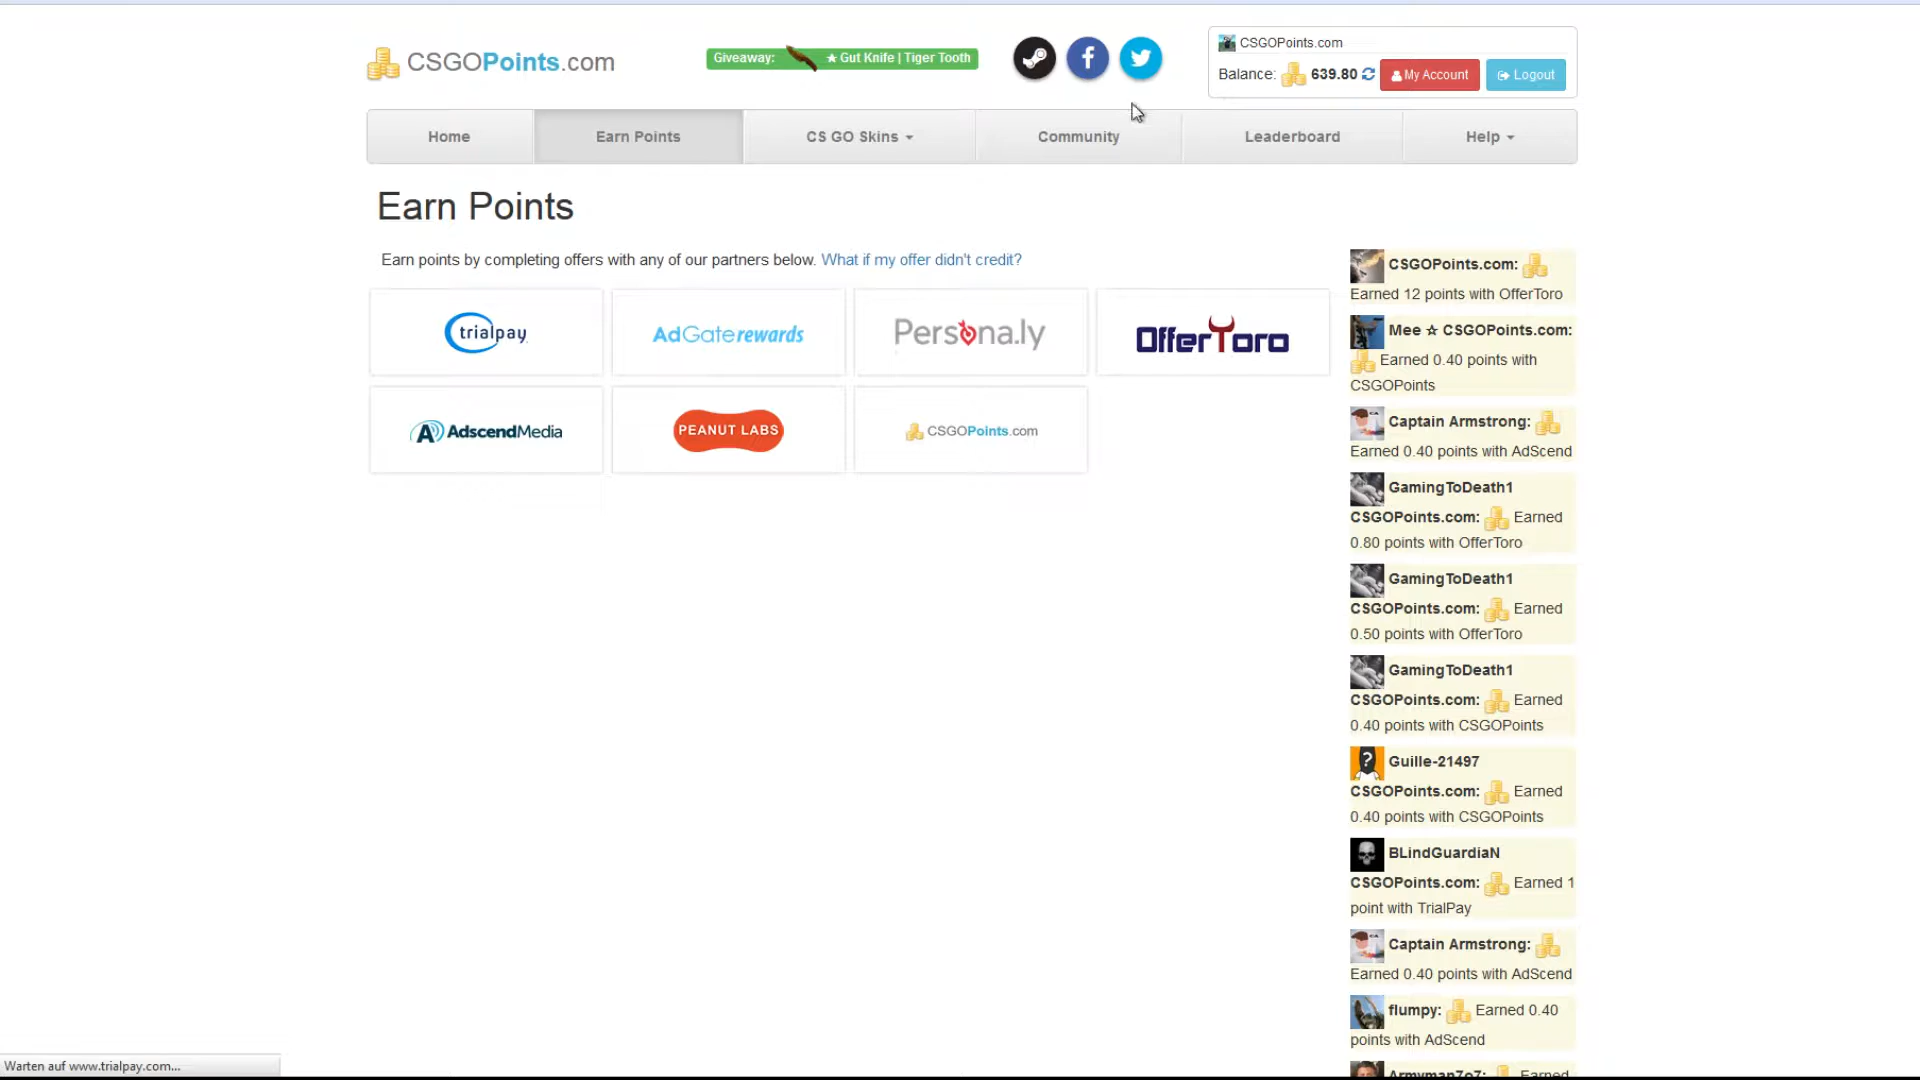 CSGOPoints.com
Giveaway: ★ Gut Knife | Tiger Tooth
CSGOPoints.com
Balance: 639.80 My Account Logout
Home Earn Points CS GO Skins Community Leaderboard Help
Earn Points
Earn points by completing offers with any of our partners below. What if my offer didn't credit?
trialpay AdGate rewards Persona.ly OfferToro
AdscendMedia PEANUT LABS CSGOPoints.com
CSGOPoints.com:
Earned 12 points with OfferToro
Mee ☆ CSGOPoints.com:
Earned 0.40 points with
CSGOPoints
Captain Armstrong:
Earned 0.40 points with AdScend
GamingToDeath1
CSGOPoints.com: Earned
0.80 points with OfferToro
GamingToDeath1
CSGOPoints.com: Earned
0.50 points with OfferToro
GamingToDeath1
CSGOPoints.com: Earned
0.40 points with CSGOPoints
Guille-21497
CSGOPoints.com: Earned
0.40 points with CSGOPoints
BLindGuardiaN
CSGOPoints.com: Earned 1
point with TrialPay
Captain Armstrong:
Earned 0.40 points with AdScend
flumpy: Earned 0.40
points with AdScend
Armyman7o7: Earned
Warten auf www.trialpay.com...